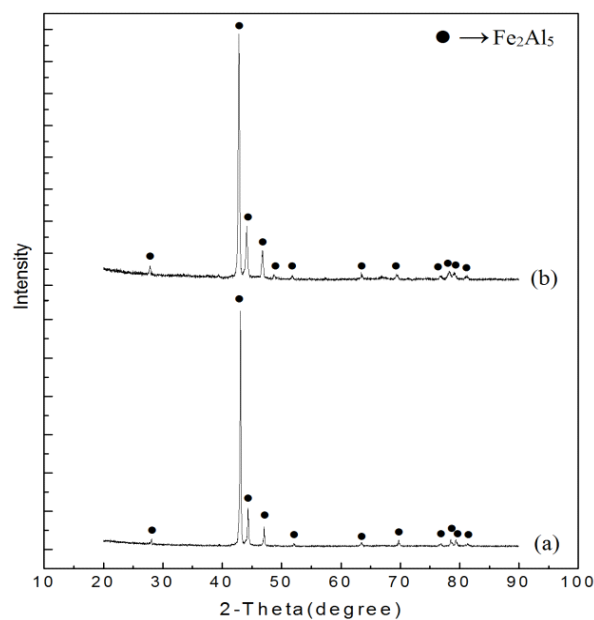 ● → Fe₂Al₅
Intensity
(b)
(a)
10 20 30 40 50 60 70 80 90 100
2-Theta(degree)